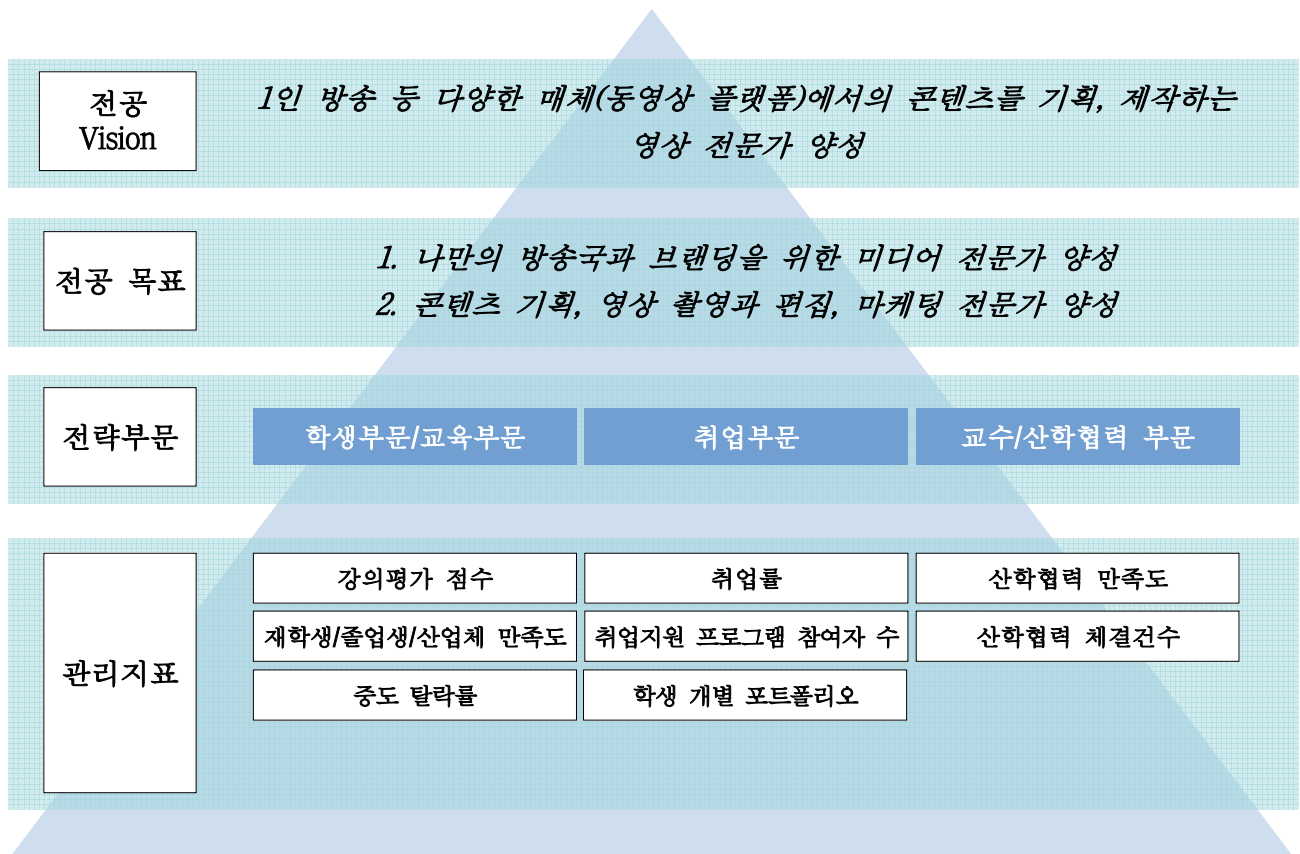 전공
Vision
1인 방송 등 다양한 매체(동영상 플랫폼)에서의 콘텐츠를 기획, 제작하는
영상 전문가 양성
전공 목표
1. 나만의 방송국과 브랜딩을 위한 미디어 전문가 양성
2. 콘텐츠 기획, 영상 촬영과 편집, 마케팅 전문가 양성
전략부문
학생부문/교육부문
취업부문
교수/산학협력 부문
관리지표
강의평가 점수
취업률
산학협력 만족도
재학생/졸업생/산업체 만족도
취업지원 프로그램 참여자 수
산학협력 체결건수
중도 탈락률
학생 개별 포트폴리오